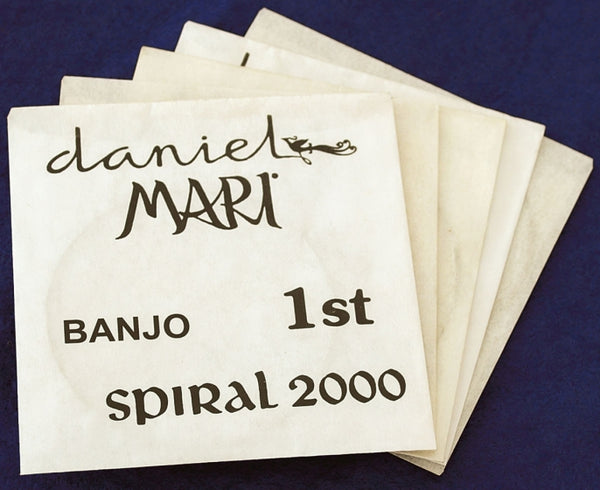 daniel
MARI
BANJO 1st
SPIRAL 2000